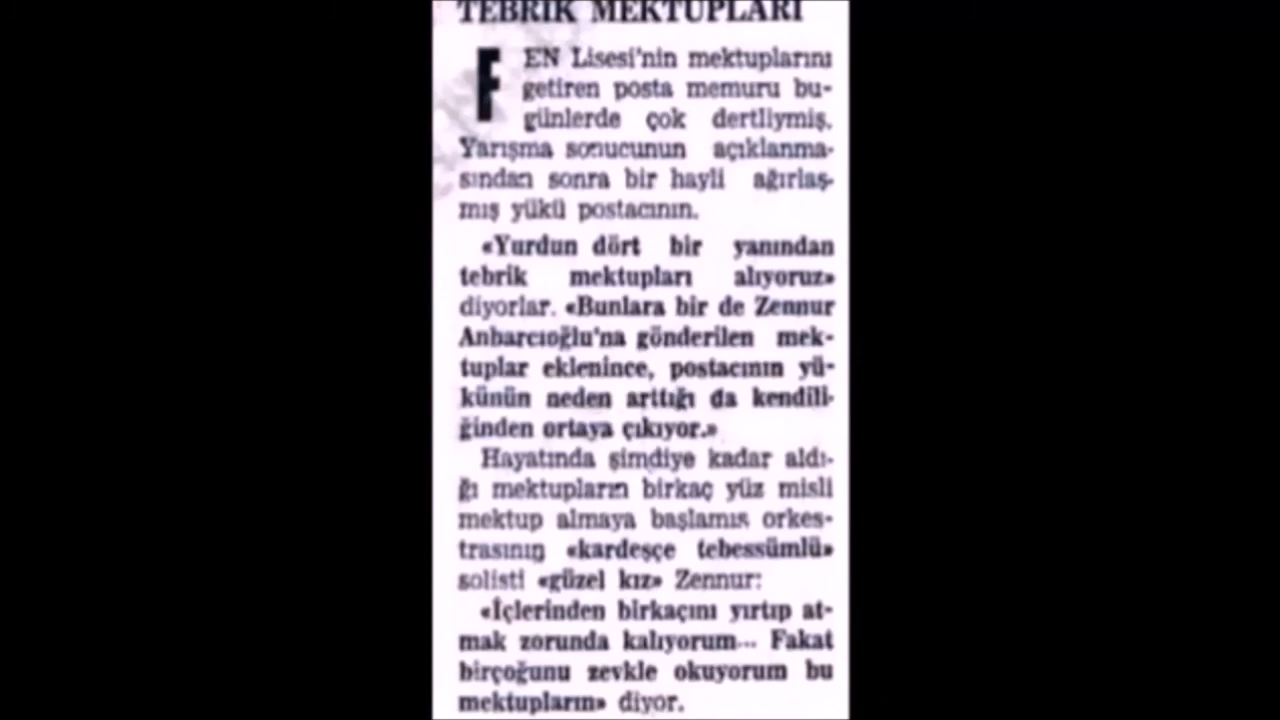 TEBRİK MEKTUPLARI
FEN Lisesi'nin mektuplarını
getiren posta memuru bu-
günlerde çok dertliymiş.
Yarışma sonucunun açıklanma-
sından sonra bir hayli ağırlaş-
mış yükü postacının.
«Yurdun dört bir yanından
tebrik mektupları alıyoruz»
diyorlar. «Bunlara bir de Zennur
Anbarcıoğlu'na gönderilen mek-
tuplar eklenince, postacının yü-
künün neden arttığı da kendili-
ğinden ortaya çıkıyor.»
Hayatında şimdiye kadar aldı-
ğı mektupların birkaç yüz misli
mektup almaya başlamış orkes-
trasının «kardeşçe tebessümlü»
solisti «güzel kız» Zennur:
«İçlerinden birkaçını yırtıp at-
mak zorunda kalıyorum... Fakat
birçoğunu zevkle okuyorum bu
mektupların» diyor.